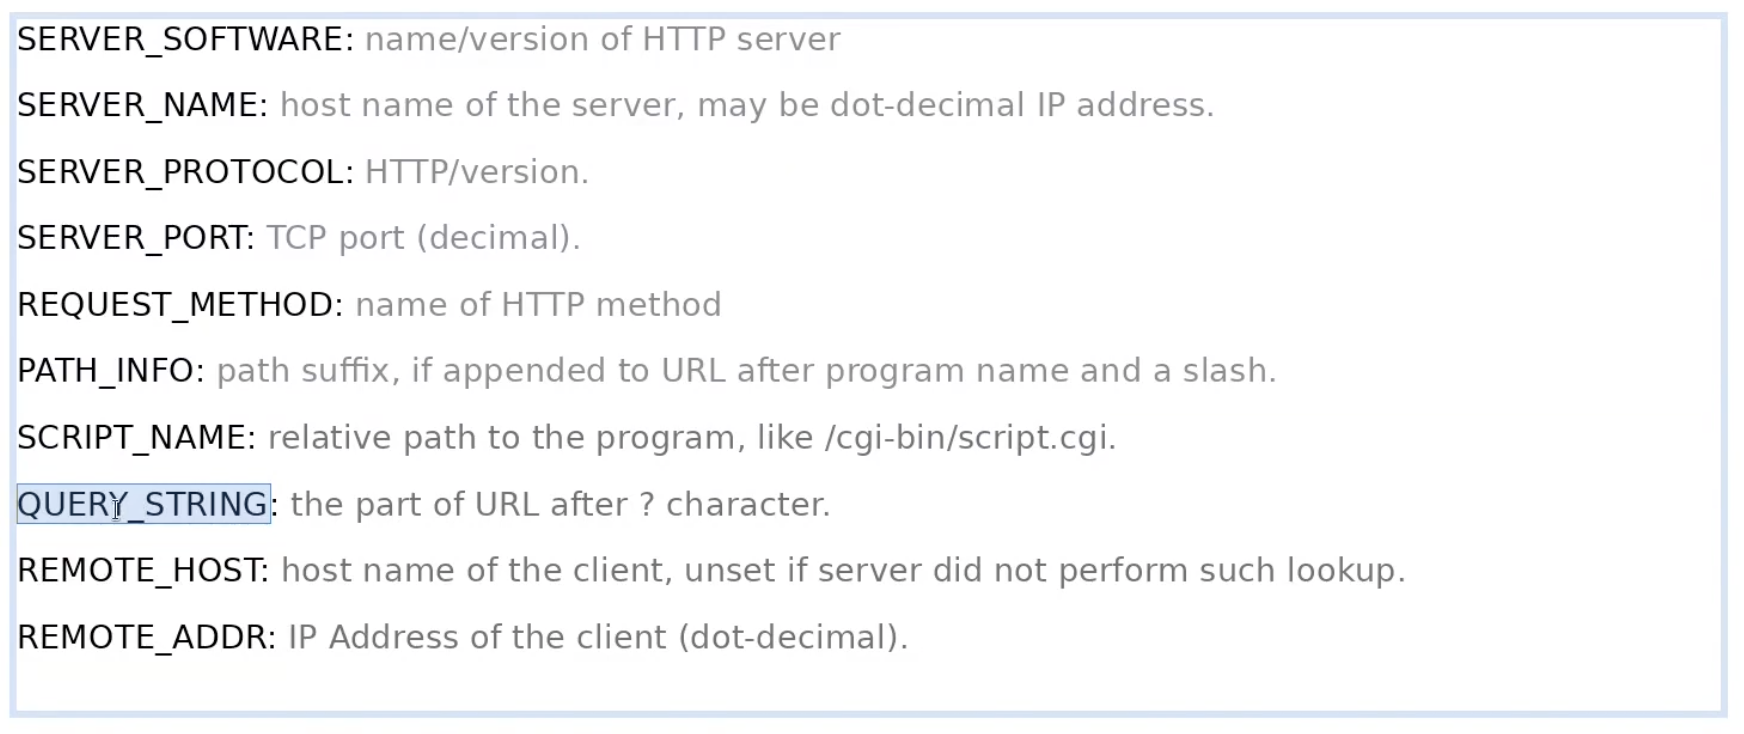 SERVER_SOFTWARE: name/version of HTTP server
SERVER_NAME: host name of the server, may be dot-decimal IP address.
SERVER_PROTOCOL: HTTP/version.
SERVER_PORT: TCP port (decimal).
REQUEST_METHOD: name of HTTP method
PATH_INFO: path suffix, if appended to URL after program name and a slash.
SCRIPT_NAME: relative path to the program, like /cgi-bin/script.cgi.
QUERY_STRING: the part of URL after ? character.
REMOTE_HOST: host name of the client, unset if server did not perform such lookup.
REMOTE_ADDR: IP Address of the client (dot-decimal).